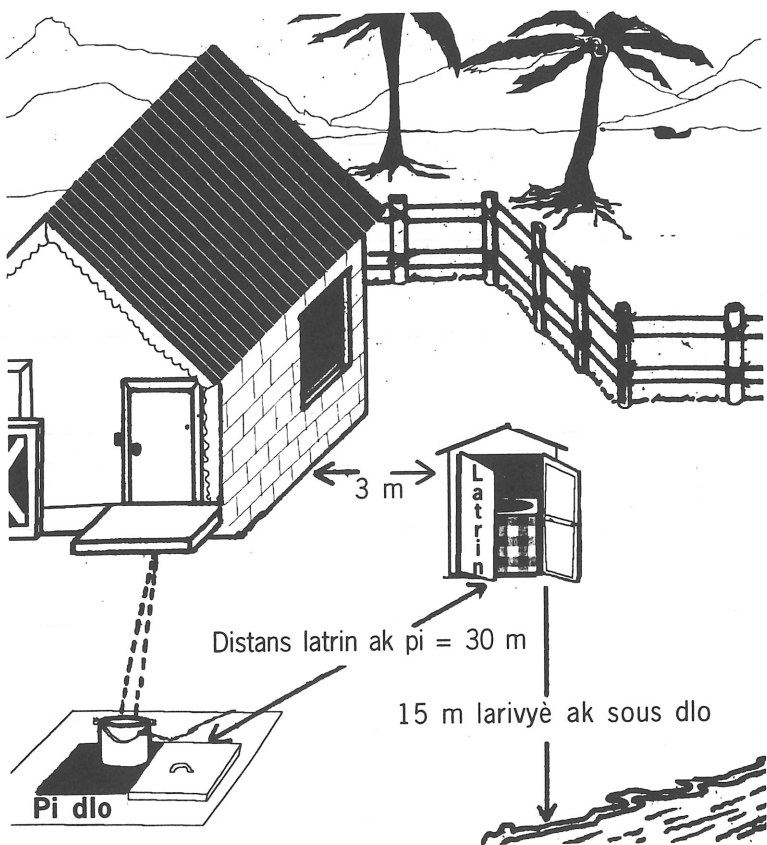 3 m
Latrin
Distans latrin ak pi = 30 m
15 m larivyè ak sous dlo
Pi dlo